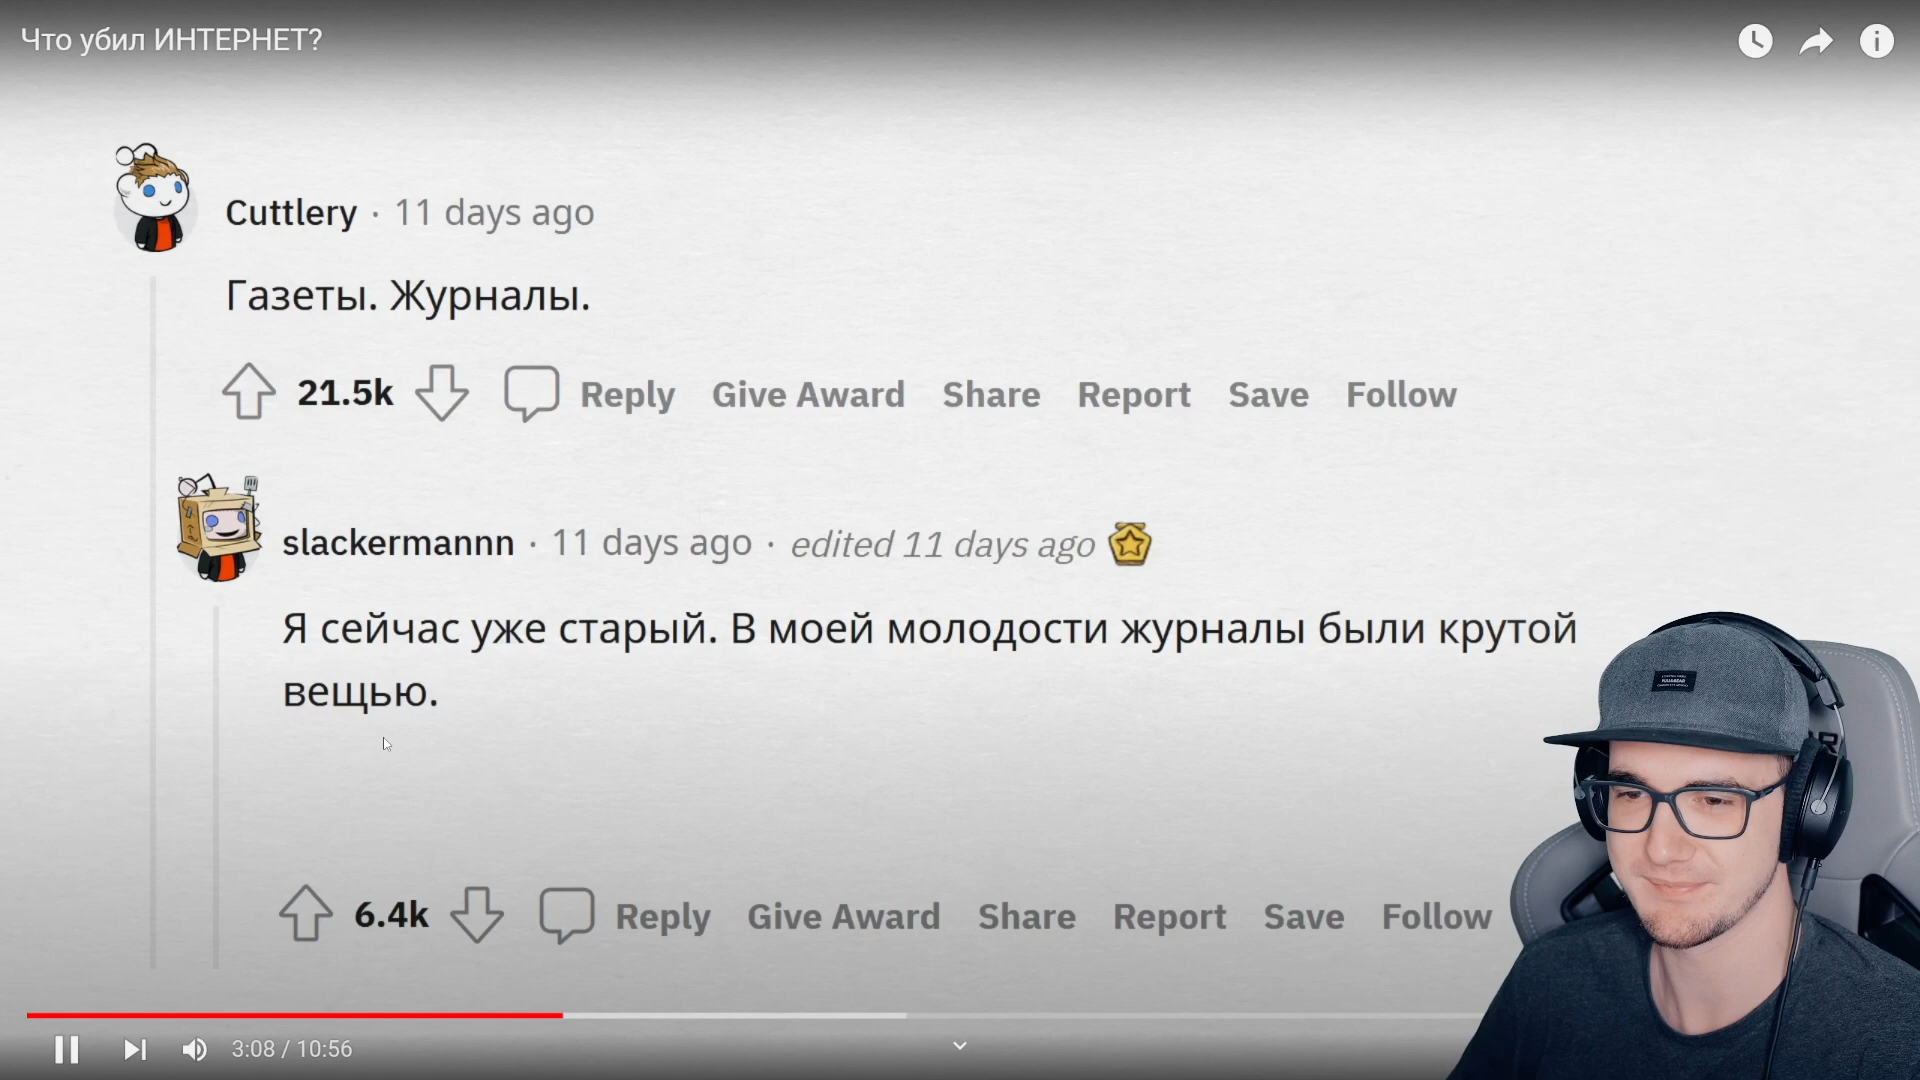 Что убил ИНТЕРНЕТ?
Cuttlery · 11 days ago
Газеты. Журналы.
21.5k Reply Give Award Share Report Save Follow
slackermannn · 11 days ago · edited 11 days ago
Я сейчас уже старый. В моей молодости журналы были крутой
вещью.
6.4k Reply Give Award Share Report Save Follow
3:08 / 10:56